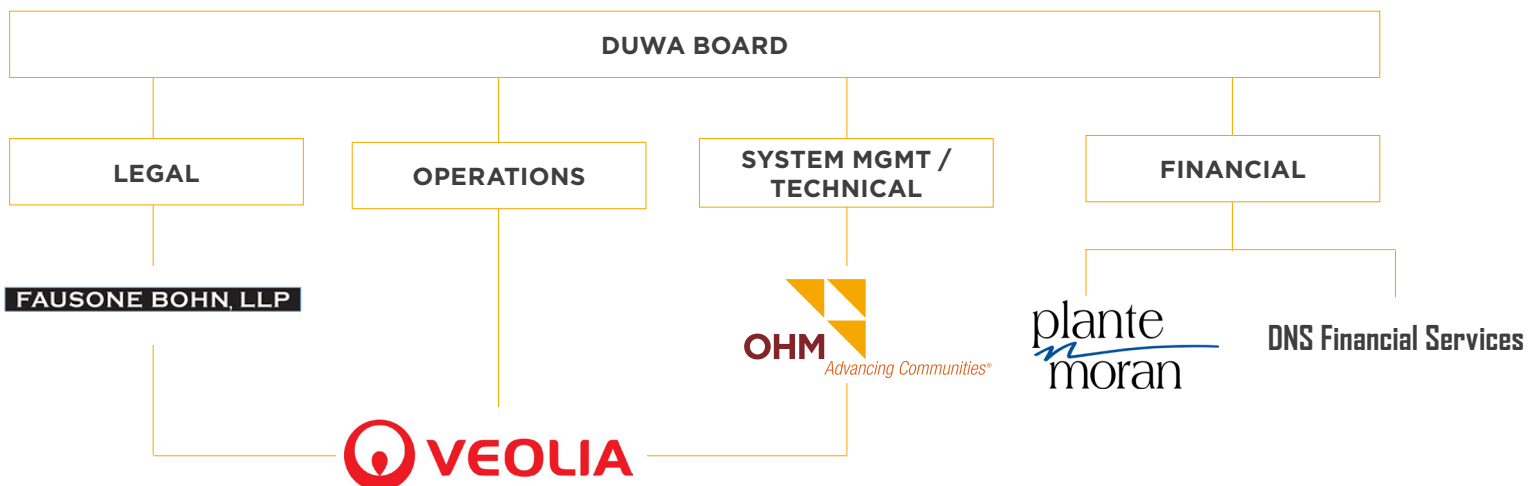 DUWA BOARD
LEGAL
OPERATIONS
SYSTEM MGMT /
TECHNICAL
FINANCIAL
FAUSONE BOHN, LLP
OHM
Advancing Communities®
plante
moran
DNS Financial Services
VEOLIA